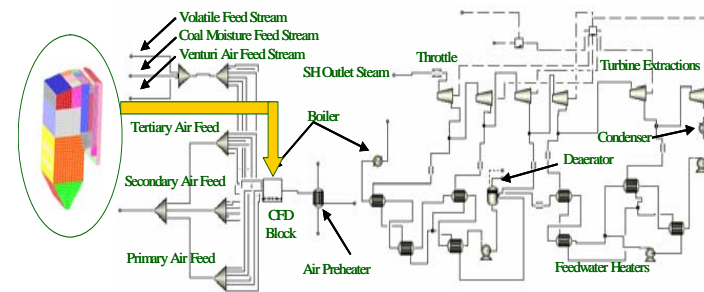 Volatile Feed Stream
Coal Moisture Feed Stream
Venturi Air Feed Stream
Throttle
SH Outlet Steam
Turbine Extractions
Tertiary Air Feed
Boiler
Condenser
Deaerator
Secondary Air Feed
CFD
Block
Primary Air Feed
Air Preheater
Feedwater Heaters